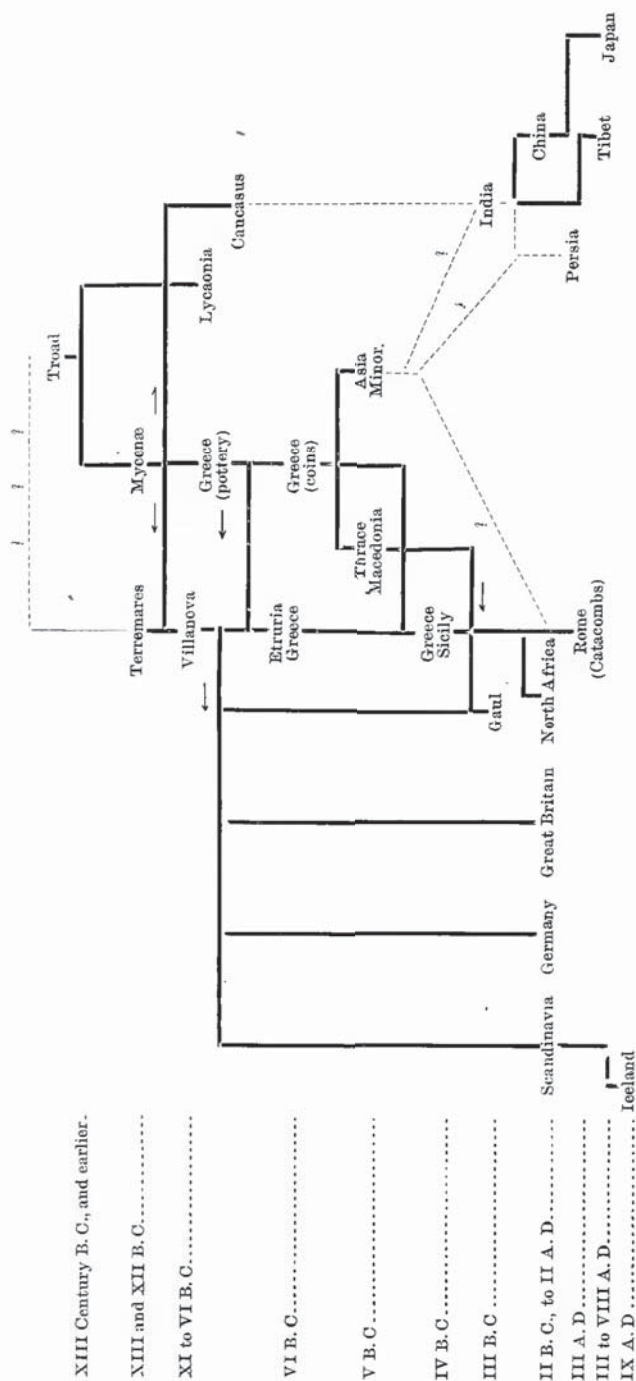 XIII Century B. C., and earlier.
XIII and XII B. C.
XI to VI B. C.
VI B. C.
V B. C.
IV B. C.
III B. C.
II B. C., to II A. D.
III A. D.
III to VIII A. D.
IX A. D.
? ? ?
Troad
Terremares
Mycenæ
Villanova
Greece
(pottery)
Lycaonia
Caucasus
Etruria
Greece
Greece
(coins)
Thrace
Macedonia
Asia
Minor.
Greece
Sicily
Gaul
?
?
?
India
Scandinavia
Germany
Great Britain
North Africa
Rome
(Catacombs)
Persia
China
Tibet
Japan
Iceland